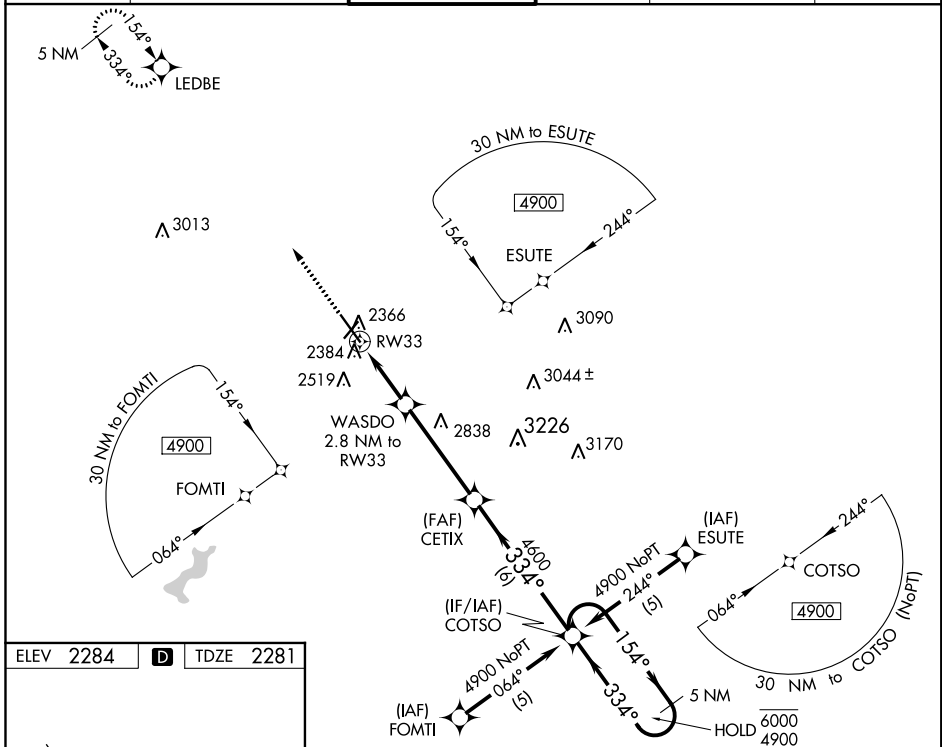 154°
5 NM
334°
LEDBE
30 NM to ESUTE
4900
154°
244°
ESUTE
3013
2366
RW33
2384
2519
3090
3044 ±
WASDO
2.8 NM to
RW33
2838
3226
3170
30 NM to FOMTI
154°
4900
FOMTI
064°
(FAF)
CETIX
4600
334°
(6)
(IAF)
ESUTE
4900 NoPT
244°
(5)
244°
COTSO
064°
4900
30 NM to COTSO (NoPT)
(IF/IAF)
COTSO
154°
334°
5 NM
HOLD 6000
4900
4900 NoPT
064°
(5)
(IAF)
FOMTI
ELEV 2284 D TDZE 2281